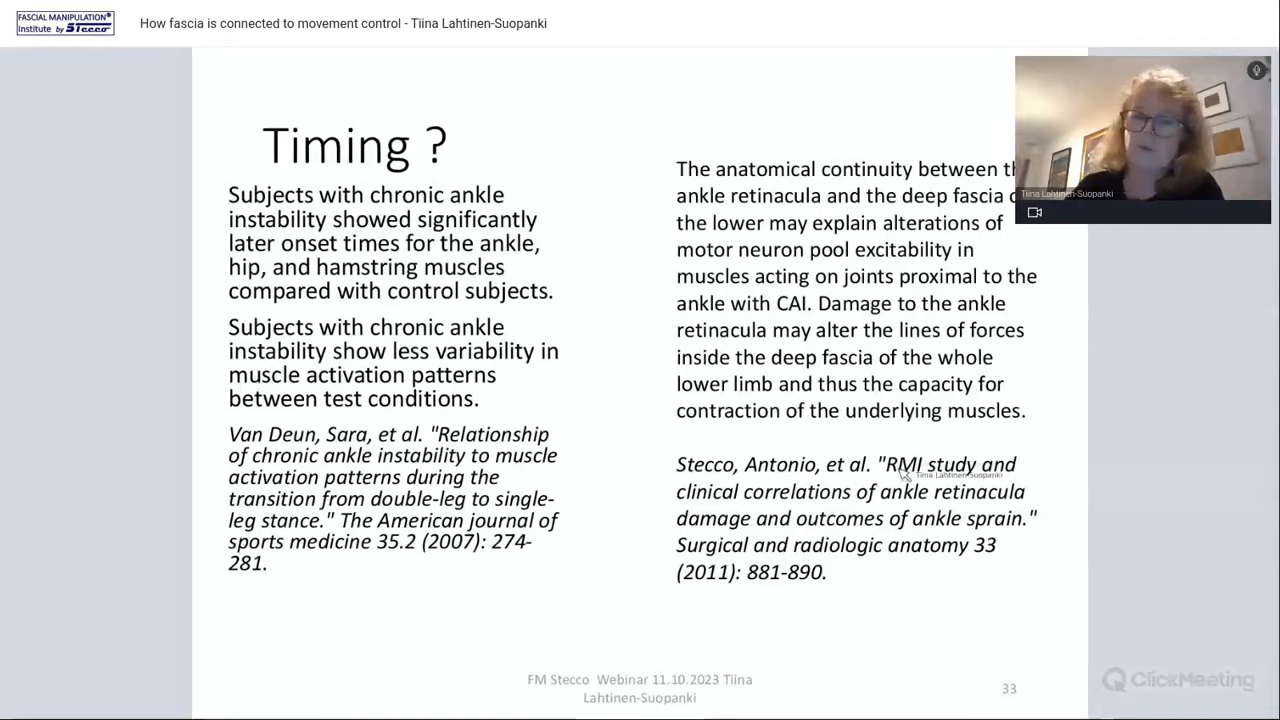 FASCIAL MANIPULATION®
Institute by Stecco
How fascia is connected to movement control - Tiina Lahtinen-Suopanki
Timing ?
Subjects with chronic ankle
instability showed significantly
later onset times for the ankle,
hip, and hamstring muscles
compared with control subjects.
Subjects with chronic ankle
instability show less variability in
muscle activation patterns
between test conditions.
Van Deun, Sara, et al. "Relationship
of chronic ankle instability to muscle
activation patterns during the
transition from double-leg to single-
leg stance." The American journal of
sports medicine 35.2 (2007): 274-
281.
The anatomical continuity between
ankle retinacula and the deep fascia
the lower may explain alterations of
motor neuron pool excitability in
muscles acting on joints proximal to the
ankle with CAI. Damage to the ankle
retinacula may alter the lines of forces
inside the deep fascia of the whole
lower limb and thus the capacity for
contraction of the underlying muscles.
Stecco, Antonio, et al. "RMI study and
clinical correlations of ankle retinacula
damage and outcomes of ankle sprain."
Surgical and radiologic anatomy 33
(2011): 881-890.
Tiina Lahtinen-Suopanki
Tiina Lahtinen-Suopanki
FM Stecco Webinar 11.10.2023 Tiina
Lahtinen-Suopanki
33
ClickMeeting